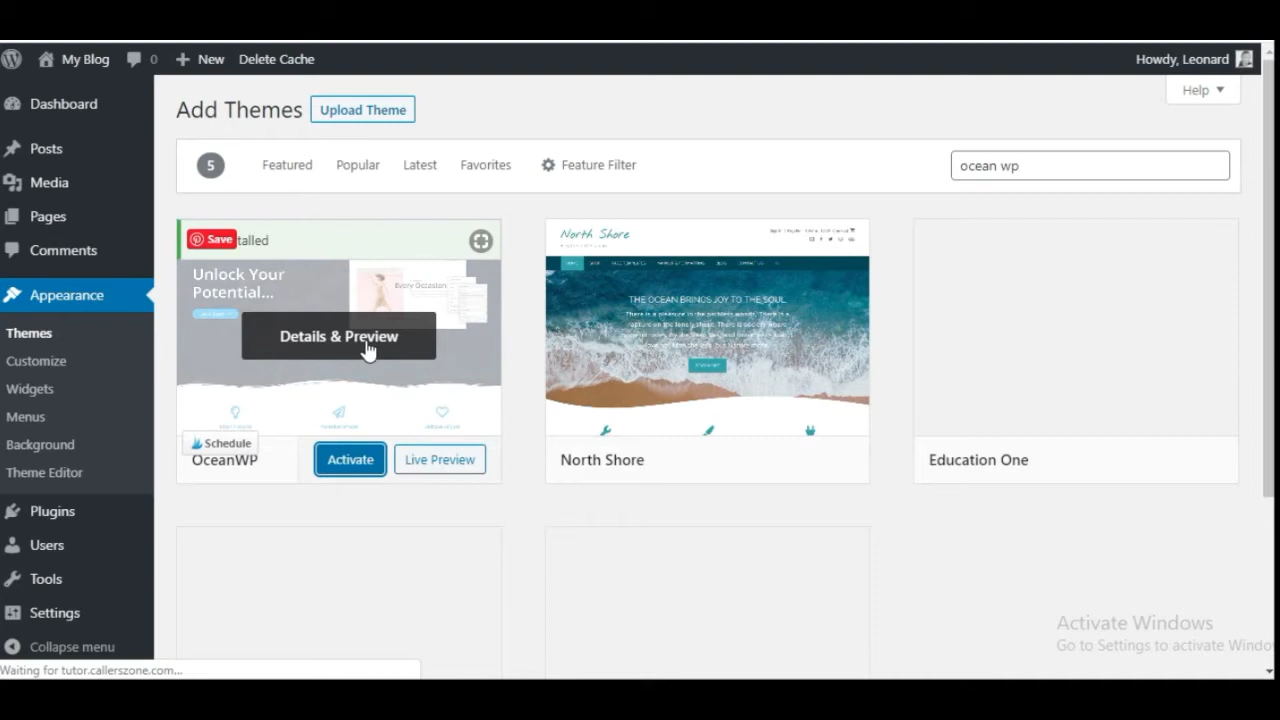 My Blog 0 New Delete Cache Howdy, Leonard
Help
Dashboard
Posts
Media
Pages
Comments
Appearance
Themes
Customize
Widgets
Menus
Background
Theme Editor
Plugins
Users
Tools
Settings
Collapse menu
Add Themes Upload Theme
5 Featured Popular Latest Favorites Feature Filter ocean wp
Save talled
Unlock Your
Potential...
Every Occasion
Details & Preview
Schedule
OceanWP Activate Live Preview
North Shore
THE OCEAN BRINGS JOY TO THE SOUL
North Shore
Education One
Activate Windows
Go to Settings to activate Windo
Waiting for tutor.callerszone.com...